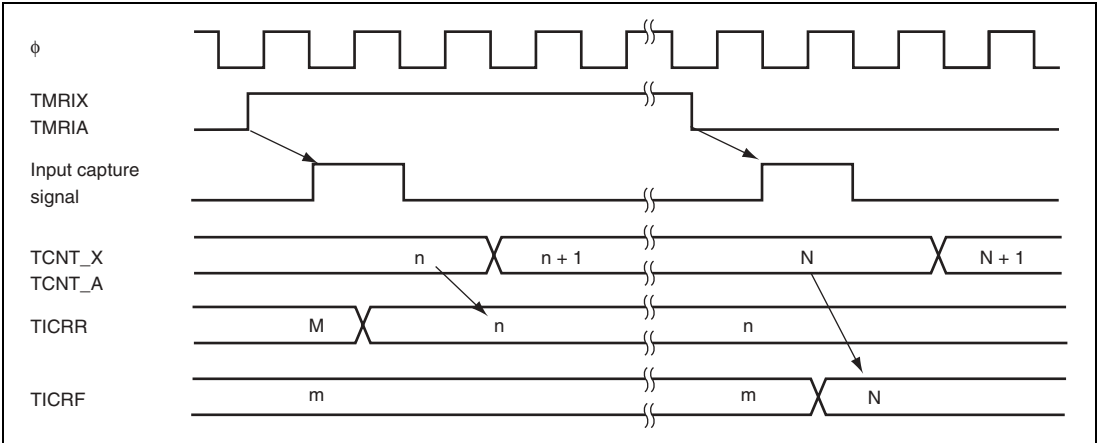 ϕ
TMRIX
TMRIA
Input capture
signal
TCNT_X n n + 1 N N + 1
TCNT_A
TICRR M n n
TICRF m m N